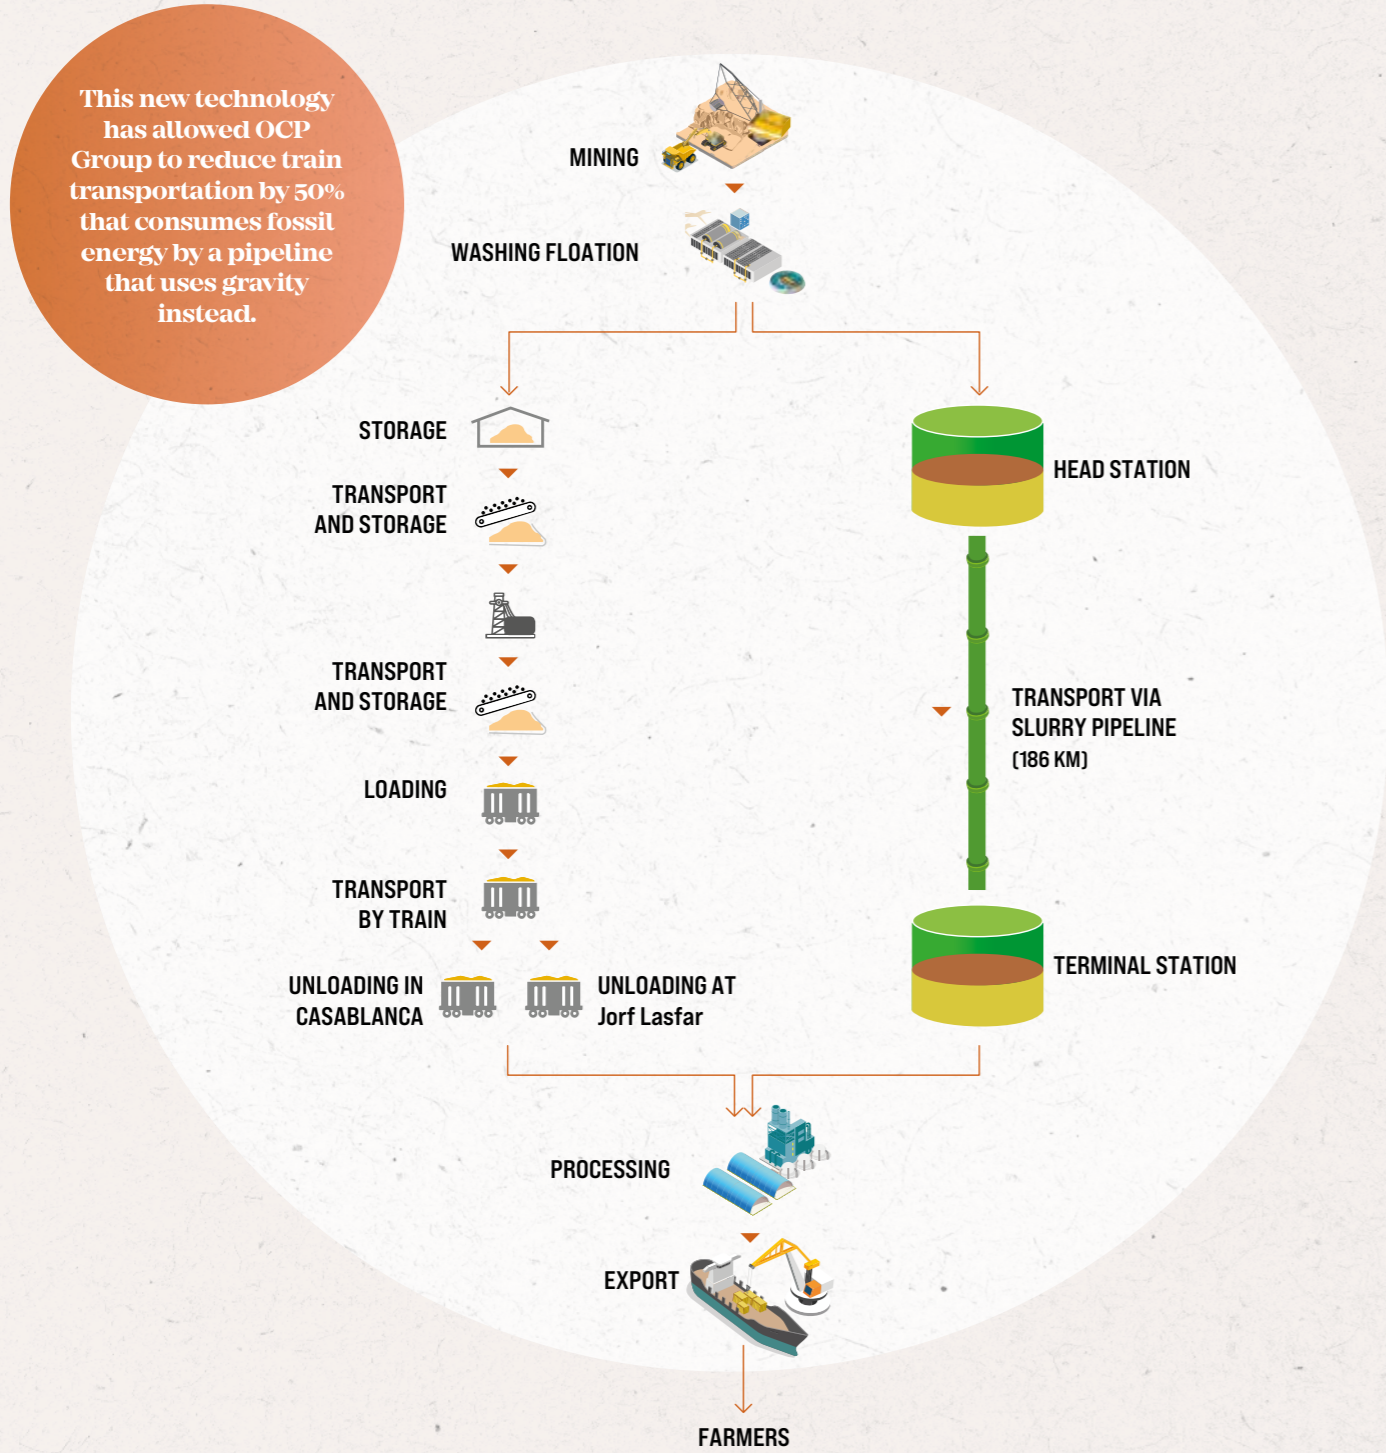 This new technology
has allowed OCP
Group to reduce train
transportation by 50%
that consumes fossil
energy by a pipeline
that uses gravity
instead.
MINING
WASHING FLOATION
STORAGE
TRANSPORT
AND STORAGE
TRANSPORT
AND STORAGE
LOADING
TRANSPORT
BY TRAIN
UNLOADING IN
CASABLANCA
UNLOADING AT
Jorf Lasfar
HEAD STATION
TRANSPORT VIA
SLURRY PIPELINE
(186 KM)
TERMINAL STATION
PROCESSING
EXPORT
FARMERS